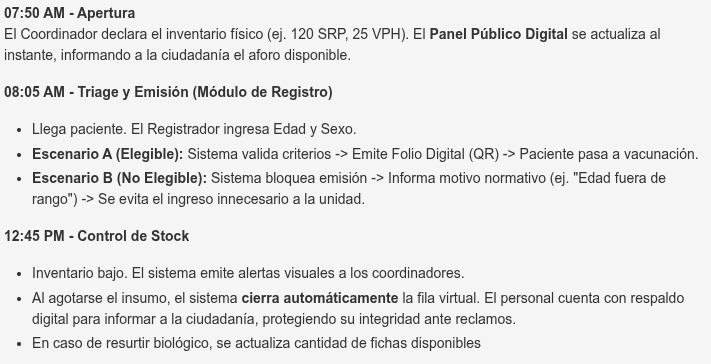 07:50 AM - Apertura
El Coordinador declara el inventario físico (ej. 120 SRP, 25 VPH). El Panel Público Digital se actualiza al
instante, informando a la ciudadanía el aforo disponible.
08:05 AM - Triage y Emisión (Módulo de Registro)
• Llega paciente. El Registrador ingresa Edad y Sexo.
• Escenario A (Elegible): Sistema valida criterios -> Emite Folio Digital (QR) -> Paciente pasa a vacunación.
• Escenario B (No Elegible): Sistema bloquea emisión -> Informa motivo normativo (ej. "Edad fuera de
rango") -> Se evita el ingreso innecesario a la unidad.
12:45 PM - Control de Stock
• Inventario bajo. El sistema emite alertas visuales a los coordinadores.
• Al agotarse el insumo, el sistema cierra automáticamente la fila virtual. El personal cuenta con respaldo
digital para informar a la ciudadanía, protegiendo su integridad ante reclamos.
• En caso de resurtir biológico, se actualiza cantidad de fichas disponibles